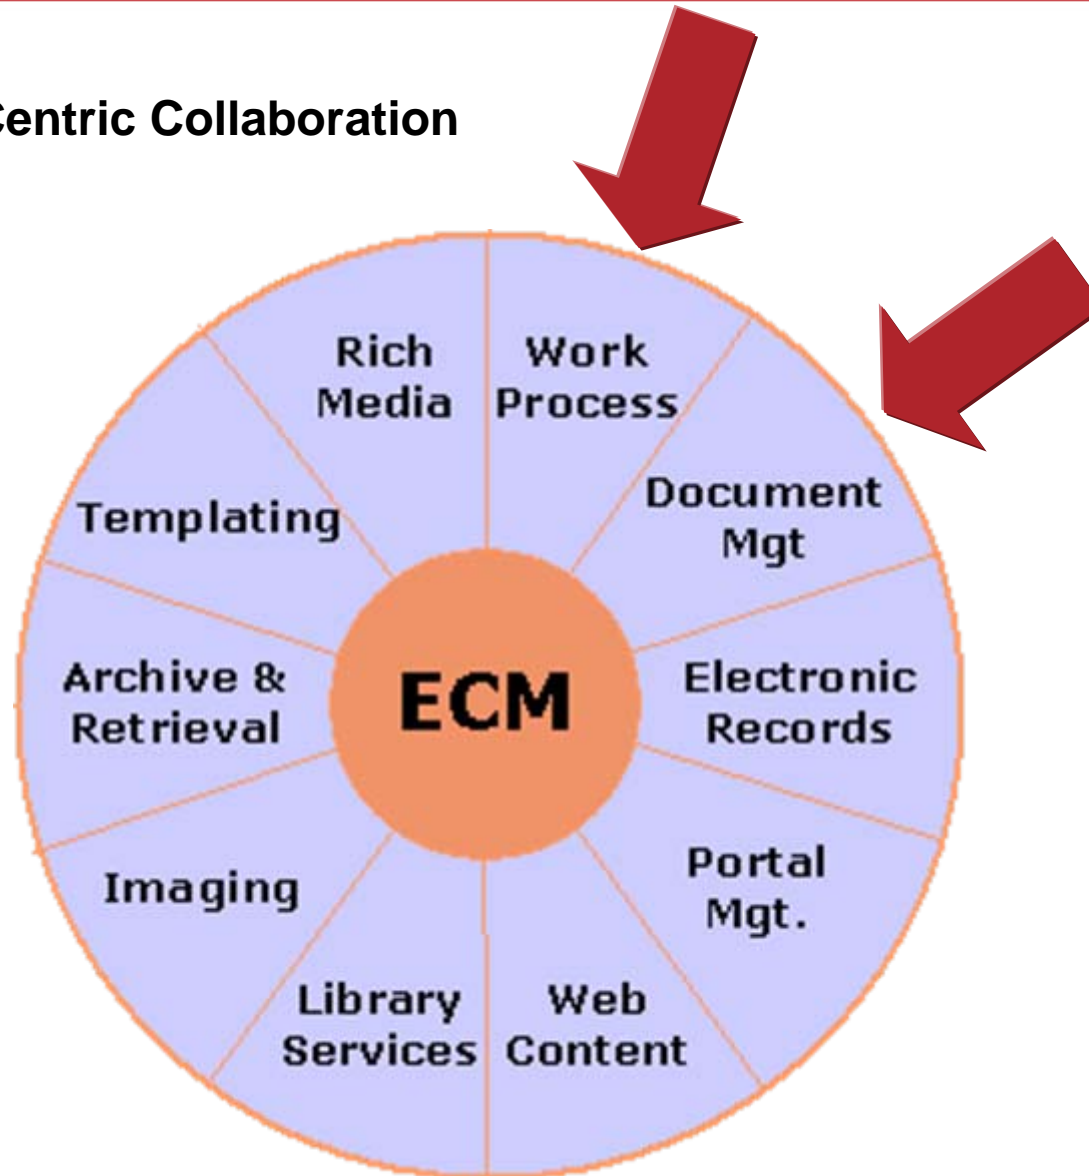 Centric Collaboration
Rich
Media
Work
Process
Document
Mgt
Electronic
Records
Portal
Mgt.
Web
Content
Library
Services
Imaging
Archive &
Retrieval
Templating
ECM